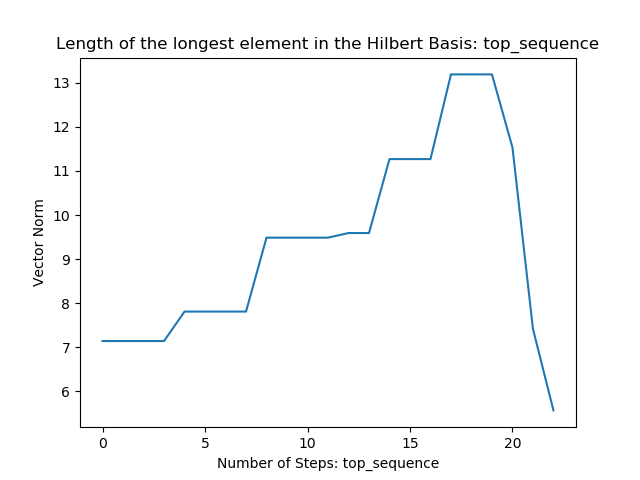 Length of the longest element in the Hilbert Basis: top_sequence
13
12
11
10
9
8
7
6
Vector Norm
0 5 10 15 20
Number of Steps: top_sequence